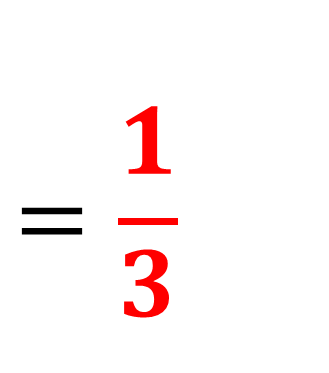 = 1/3